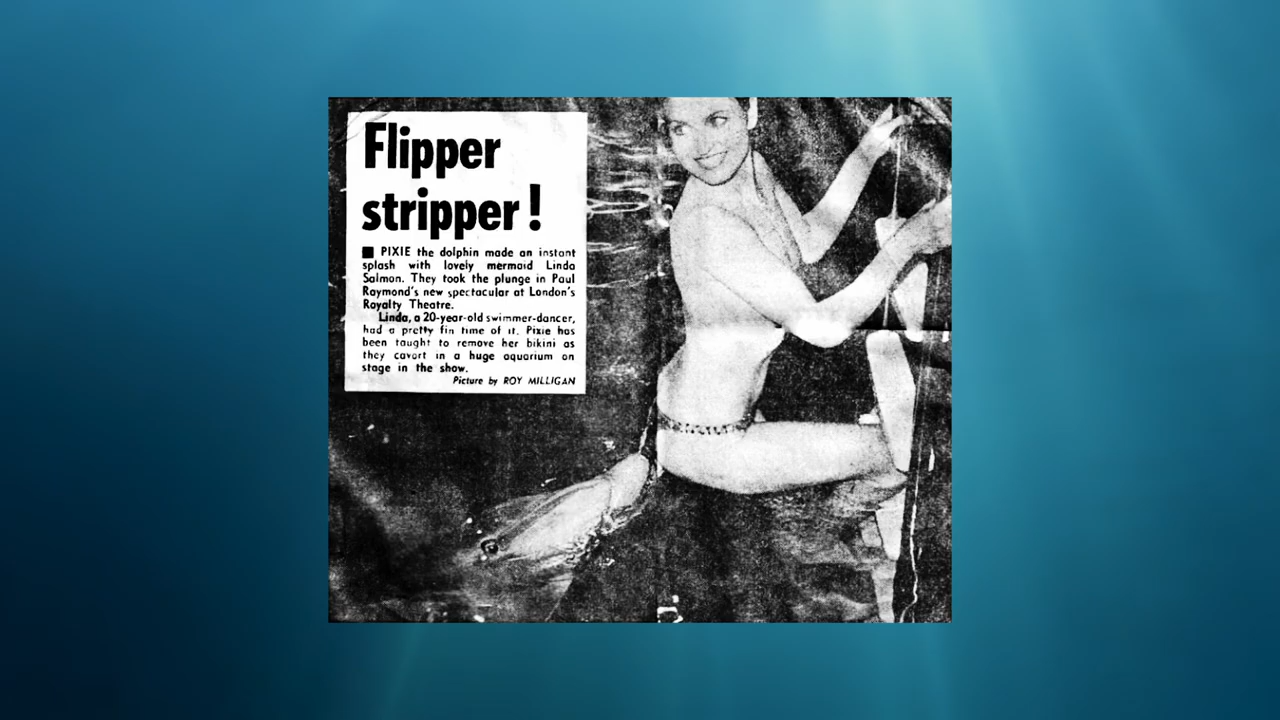 Flipper
stripper!
■ PIXIE the dolphin made an instant
splash with lovely mermaid Linda
Salmon. They took the plunge in Paul
Raymond's new spectacular at London's
Royalty Theatre.
Linda, a 20-year-old swimmer-dancer,
had a pretty fin time of it. Pixie has
been taught to remove her bikini as
they cavort in a huge aquarium on
stage in the show.
Picture by ROY MILLIGAN